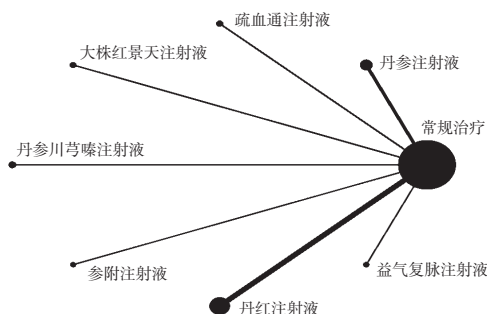 疏血通注射液
大株红景天注射液
丹参注射液
常规治疗
丹参川芎嗪注射液
参附注射液
益气复脉注射液
丹红注射液